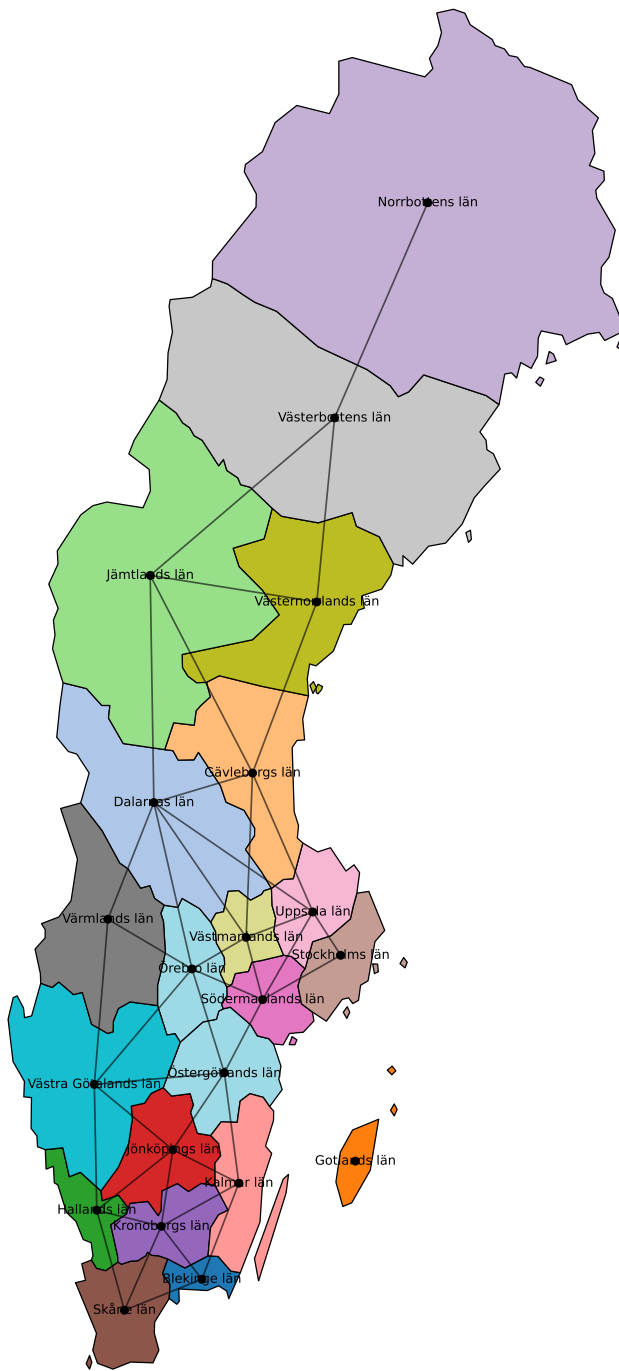 Norrbottens län
Västerbottens län
Jämtlands län
Västernorrlands län
Gävleborgs län
Dalarnas län
Uppsala län
Värmlands län
Västmanlands län
Stockholms län
Örebro län
Södermanlands län
Östergötlands län
Västra Götalands län
Jönköpings län
Gotlands län
Kalmar län
Hallands län
Kronobergs län
Blekinge län
Skåne län